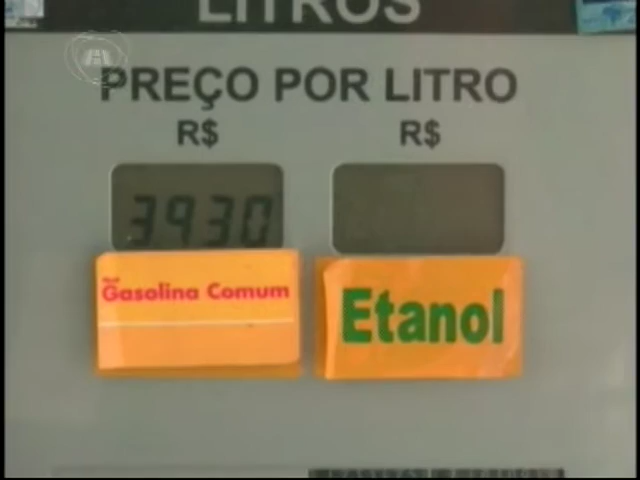 LITROS
PREÇO POR LITRO
R$ R$
3930
Gasolina Comum
Etanol